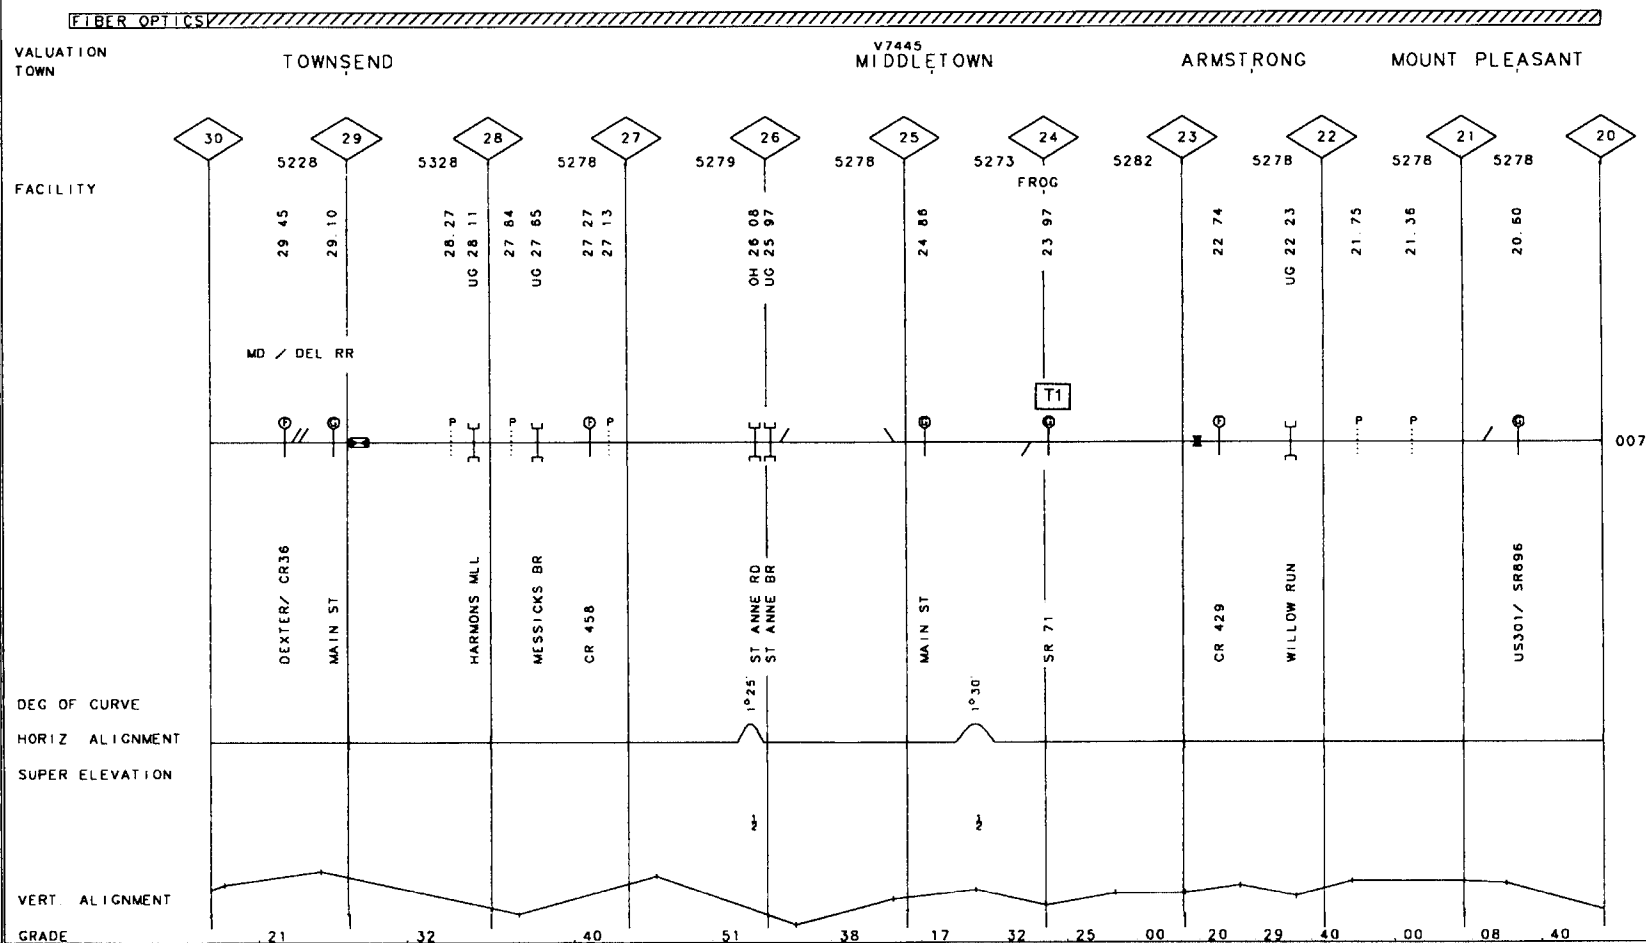 FIBER OPTICS
VALUATION V7445
TOWN TOWNSEND MIDDLETOWN ARMSTRONG MOUNT PLEASANT
30 29 28 27 26 25 24 23 22 21 20
5228 5328 5278 5279 5278 5273 5282 5278 5278 5278
FACILITY FROG
29 45
29.10
28.27
UG 28 11
27 84
UG 27 65
27 27
27 13
OH 26 08
UG 25 97
24 86
23 97
22 74
UG 22 23
21.75
21.36
20.60
MD / DEL RR
T1
F G P P F P G G F P P G
007
DEXTER/ CR36
MAIN ST
HARMONS MLL
MESSICKS BR
CR 458
ST ANNE RD
ST ANNE BR
MAIN ST
SR 71
CR 429
WILLOW RUN
US301/ SR896
DEG OF CURVE 1°25' 1°30'
HORIZ ALIGNMENT
SUPER ELEVATION
1/2 1/2
VERT. ALIGNMENT
GRADE .21 .32 .40 .51 .38 .17 .32 .25 .00 .20 .29 .40 .00 .08 .40